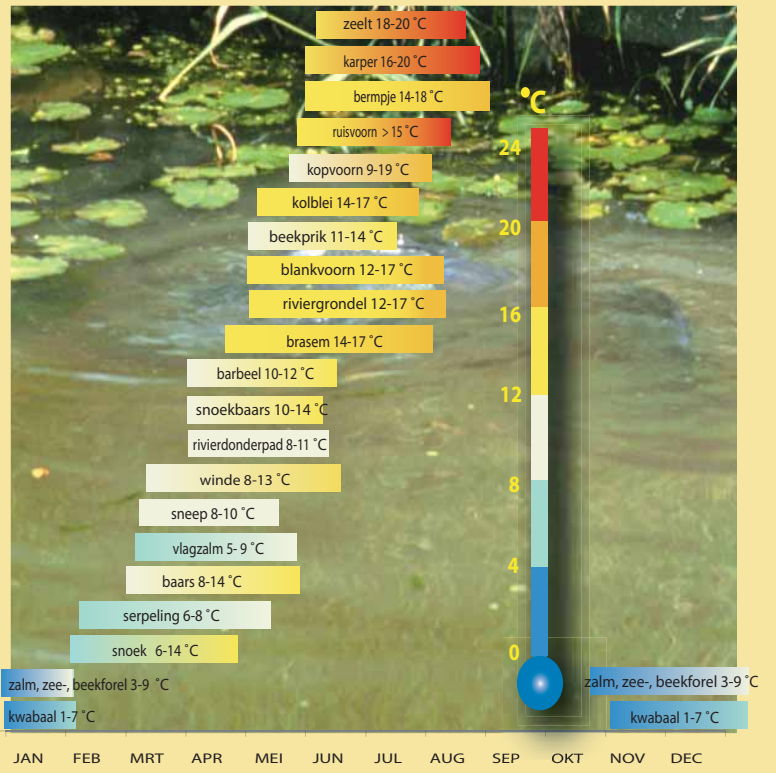 zeelt 18-20 ˚C
karper 16-20 ˚C
bermpje 14-18 ˚C
ruisvoorn > 15 ˚C
kopvoorn 9-19 ˚C
kolblei 14-17 ˚C
beekprik 11-14 ˚C
blankvoorn 12-17 ˚C
riviergrondel 12-17 ˚C
brasem 14-17 ˚C
barbeel 10-12 ˚C
snoekbaars 10-14 ˚C
rivierdonderpad 8-11 ˚C
winde 8-13 ˚C
sneep 8-10 ˚C
vlagzalm 5- 9 ˚C
baars 8-14 ˚C
serpeling 6-8 ˚C
snoek 6-14 ˚C
zalm, zee-, beekforel 3-9 ˚C
kwabaal 1-7 ˚C
˚C
24
20
16
12
8
4
0
zalm, zee-, beekforel 3-9 ˚C
kwabaal 1-7 ˚C
JAN FEB MRT APR MEI JUN JUL AUG SEP OKT NOV DEC